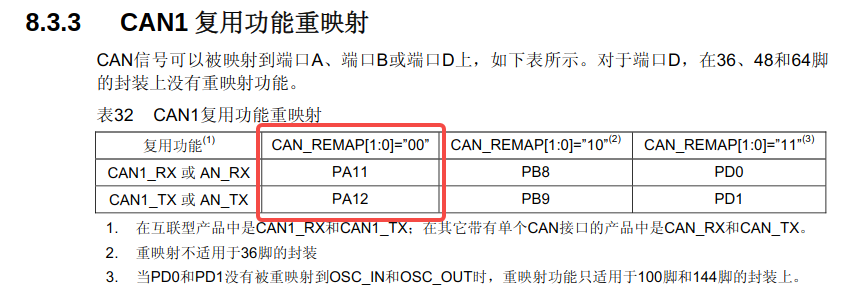 8.3.3 CAN1 复用功能重映射
CAN信号可以被映射到端口A、端口B或端口D上，如下表所示。对于端口D，在36、48和64脚
的封装上没有重映射功能。
表32 CAN1复用功能重映射
复用功能(1) CAN_REMAP[1:0]=”00” CAN_REMAP[1:0]=”10”(2) CAN_REMAP[1:0]=”11”(3)
CAN1_RX 或 AN_RX PA11 PB8 PD0
CAN1_TX 或 AN_TX PA12 PB9 PD1
1. 在互联型产品中是CAN1_RX和CAN1_TX；在其它带有单个CAN接口的产品中是CAN_RX和CAN_TX。
2. 重映射不适用于36脚的封装
3. 当PD0和PD1没有被重映射到OSC_IN和OSC_OUT时，重映射功能只适用于100脚和144脚的封装上。